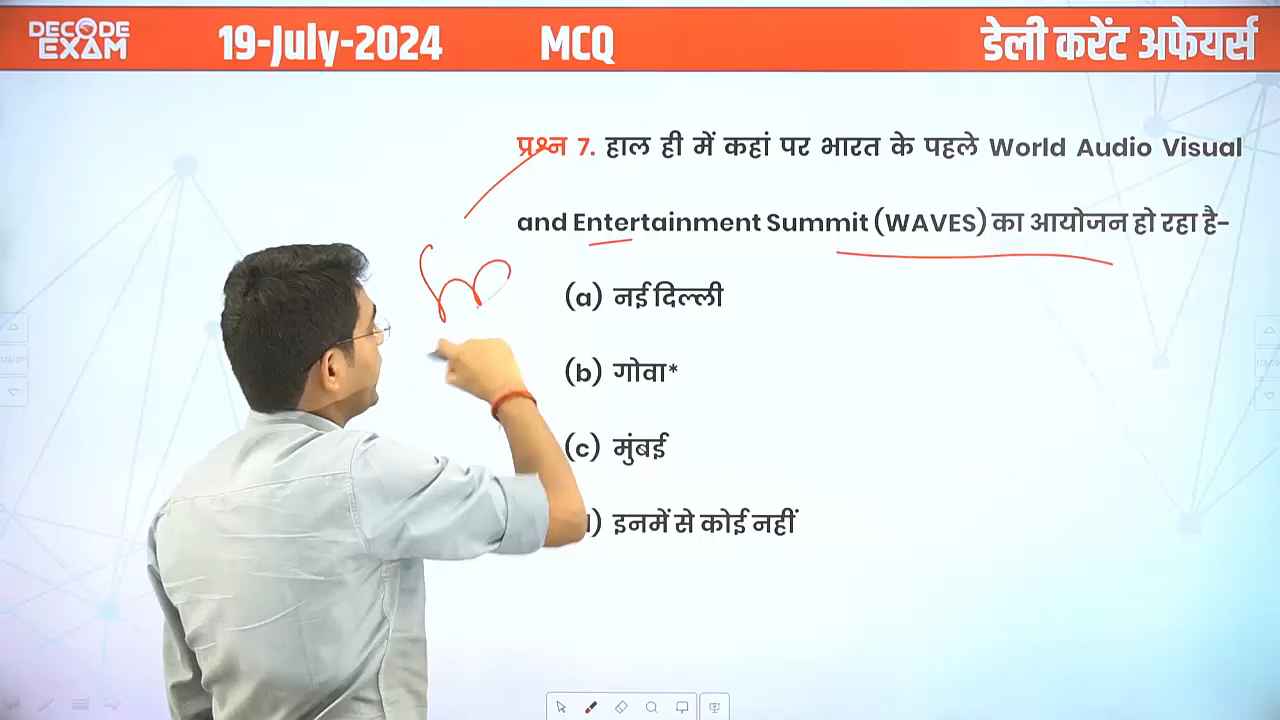 DECODE
EXAM
19-July-2024 MCQ डेली करेंट अफेयर्स
प्रश्न 7. हाल ही में कहां पर भारत के पहले World Audio Visual
and Entertainment Summit (WAVES) का आयोजन हो रहा है-
(a) नई दिल्ली
(b) गोवा*
(c) मुंबई
) इनमें से कोई नहीं